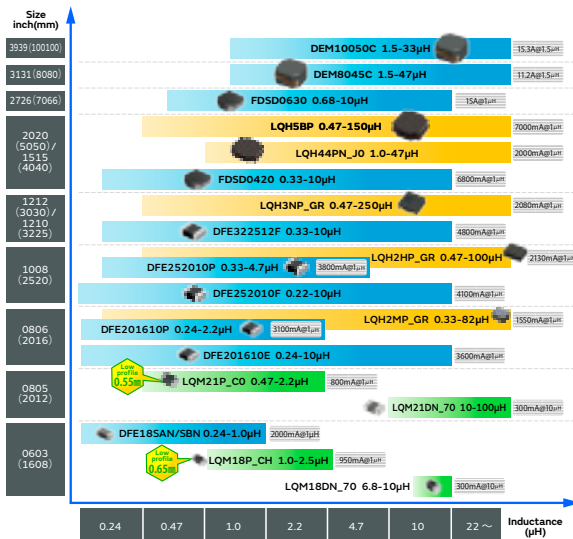 Size
inch(mm)
3939(100100)
DEM10050C 1.5-33μH
15.3A@1.5μH
3131(8080)
DEM8045C 1.5-47μH
11.2A@1.5μH
2726(7066)
FDSD0630 0.68-10μH
15A@1μH
2020
(5050)/
1515
(4040)
LQH5BP 0.47-150μH
7000mA@1μH
LQH44PN_J0 1.0-47μH
2000mA@1μH
FDSD0420 0.33-10μH
6800mA@1μH
1212
(3030)/
1210
(3225)
LQH3NP_GR 0.47-250μH
2080mA@1μH
DFE322512F 0.33-10μH
4800mA@1μH
1008
(2520)
LQH2HP_GR 0.47-100μH
2130mA@1μH
DFE252010P 0.33-4.7μH
3800mA@1μH
DFE252010F 0.22-10μH
4100mA@1μH
0806
(2016)
LQH2MP_GR 0.33-82μH
1550mA@1μH
DFE201610P 0.24-2.2μH
3100mA@1μH
DFE201610E 0.24-10μH
3600mA@1μH
0805
(2012)
Low
profile
0.55mm
LQM21P_C0 0.47-2.2μH
800mA@1μH
LQM21DN_70 10-100μH
300mA@10μH
0603
(1608)
DFE18SAN/SBN 0.24-1.0μH
2000mA@1μH
Low
profile
0.65mm
LQM18P_CH 1.0-2.5μH
950mA@1μH
LQM18DN_70 6.8-10μH
300mA@10μH
0.24 0.47 1.0 2.2 4.7 10 22～
Inductance
(μH)